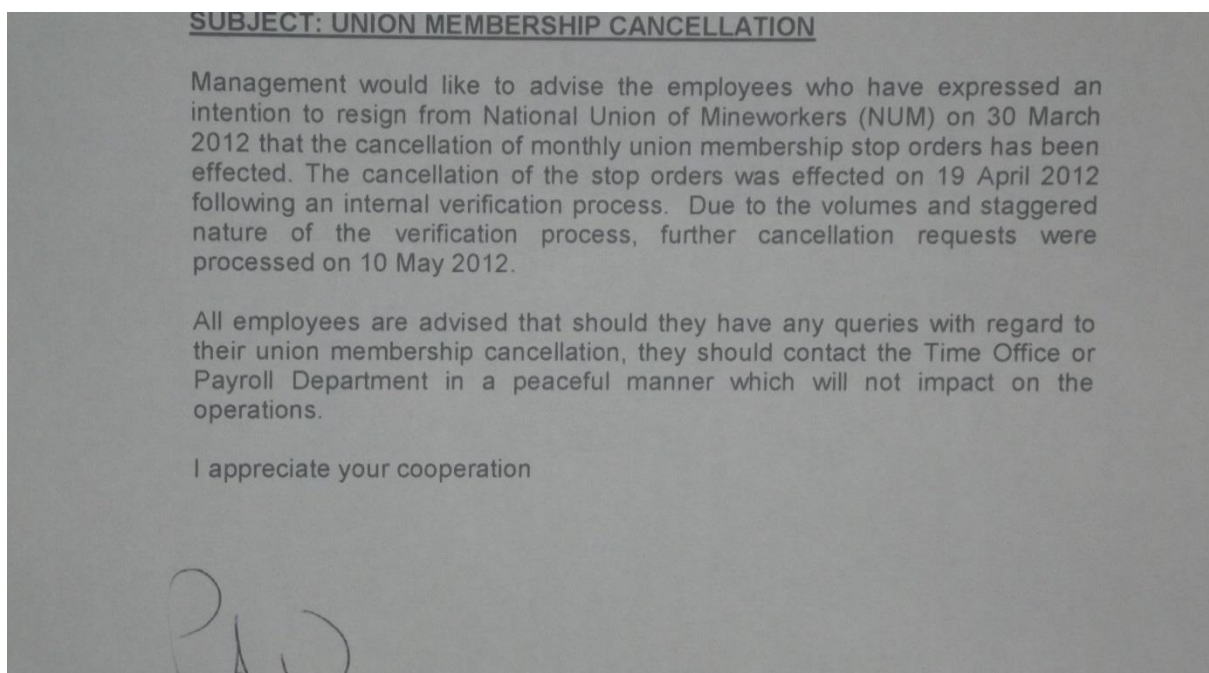 SUBJECT: UNION MEMBERSHIP CANCELLATION
Management would like to advise the employees who have expressed an
intention to resign from National Union of Mineworkers (NUM) on 30 March
2012 that the cancellation of monthly union membership stop orders has been
effected. The cancellation of the stop orders was effected on 19 April 2012
following an internal verification process. Due to the volumes and staggered
nature of the verification process, further cancellation requests were
processed on 10 May 2012.
All employees are advised that should they have any queries with regard to
their union membership cancellation, they should contact the Time Office or
Payroll Department in a peaceful manner which will not impact on the
operations.
I appreciate your cooperation